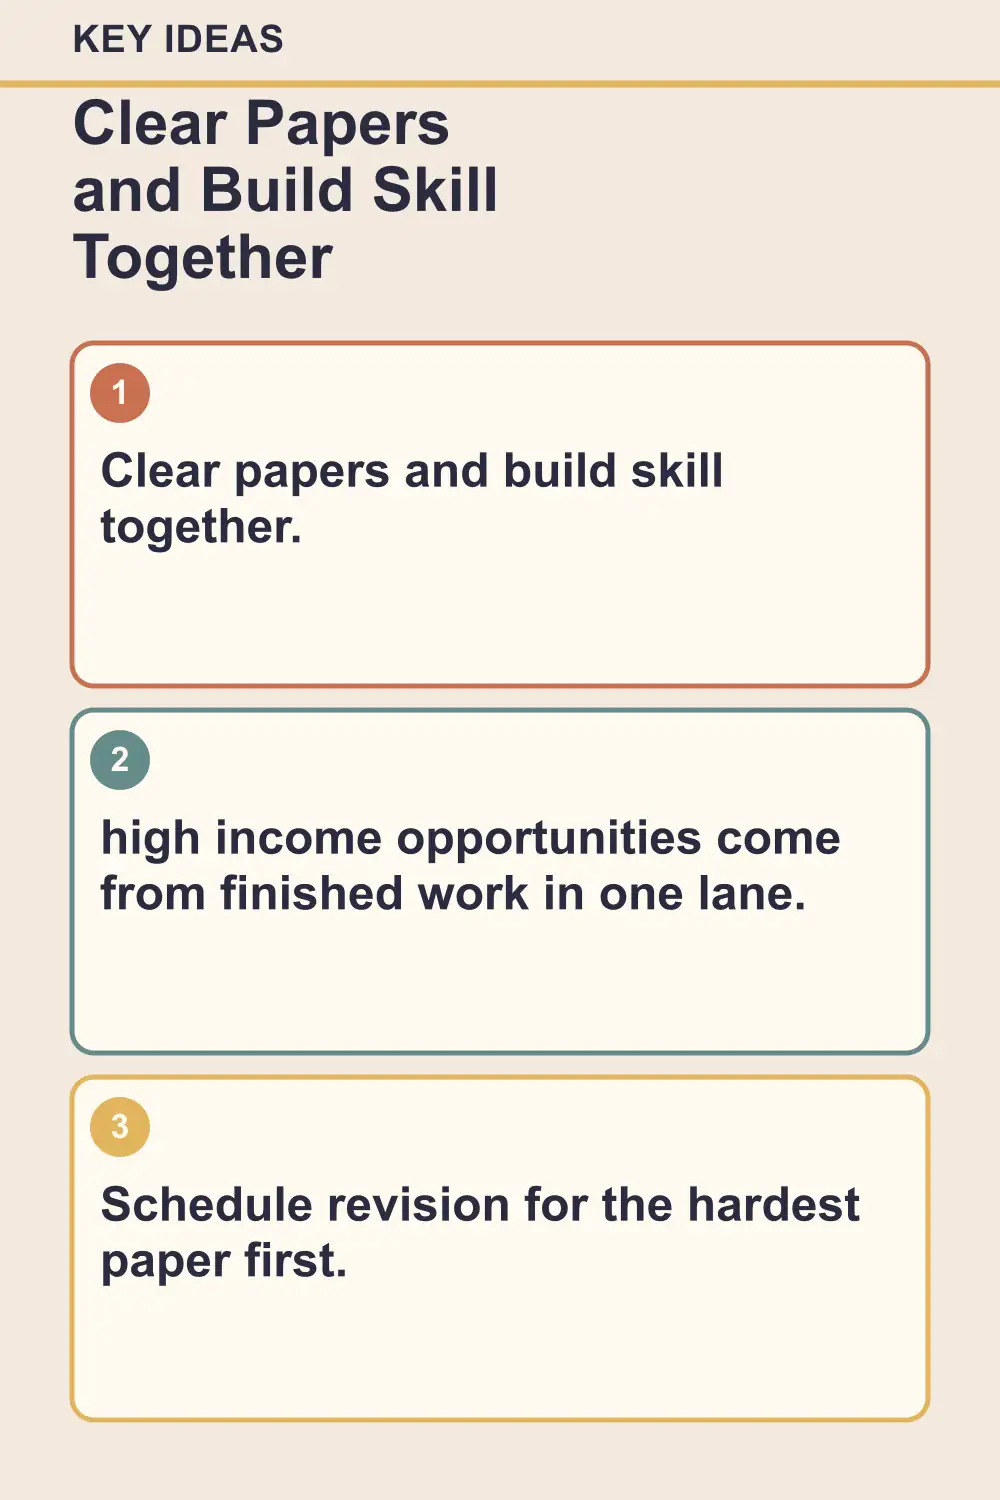 KEY IDEAS
Clear Papers
and Build Skill
Together
1
Clear papers and build skill
together.
2
high income opportunities come
from finished work in one lane.
3
Schedule revision for the hardest
paper first.